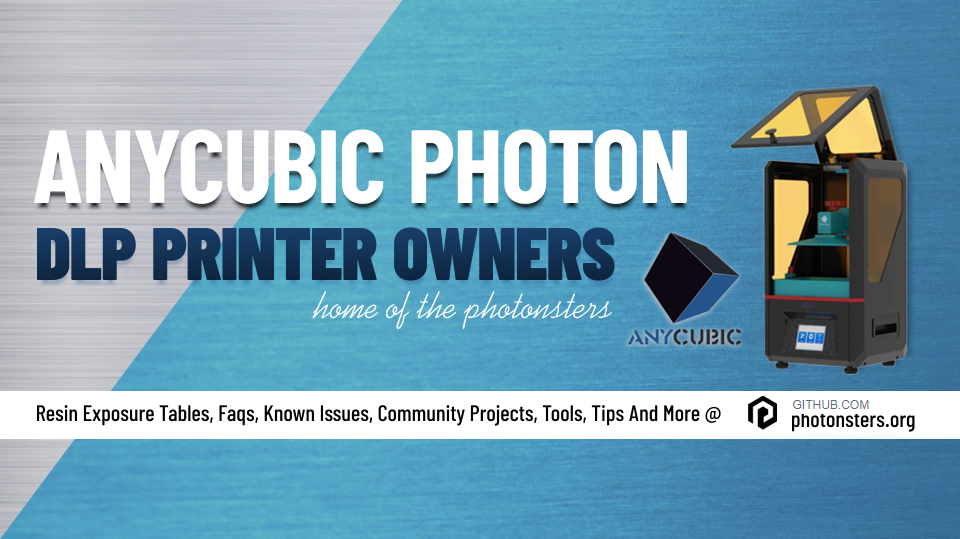 ANYCUBIC PHOTON
DLP PRINTER OWNERS
home of the photonsters
ANYCUBIC
Resin Exposure Tables, Faqs, Known Issues, Community Projects, Tools, Tips And More @
GITHUB.COM
photonsters.org